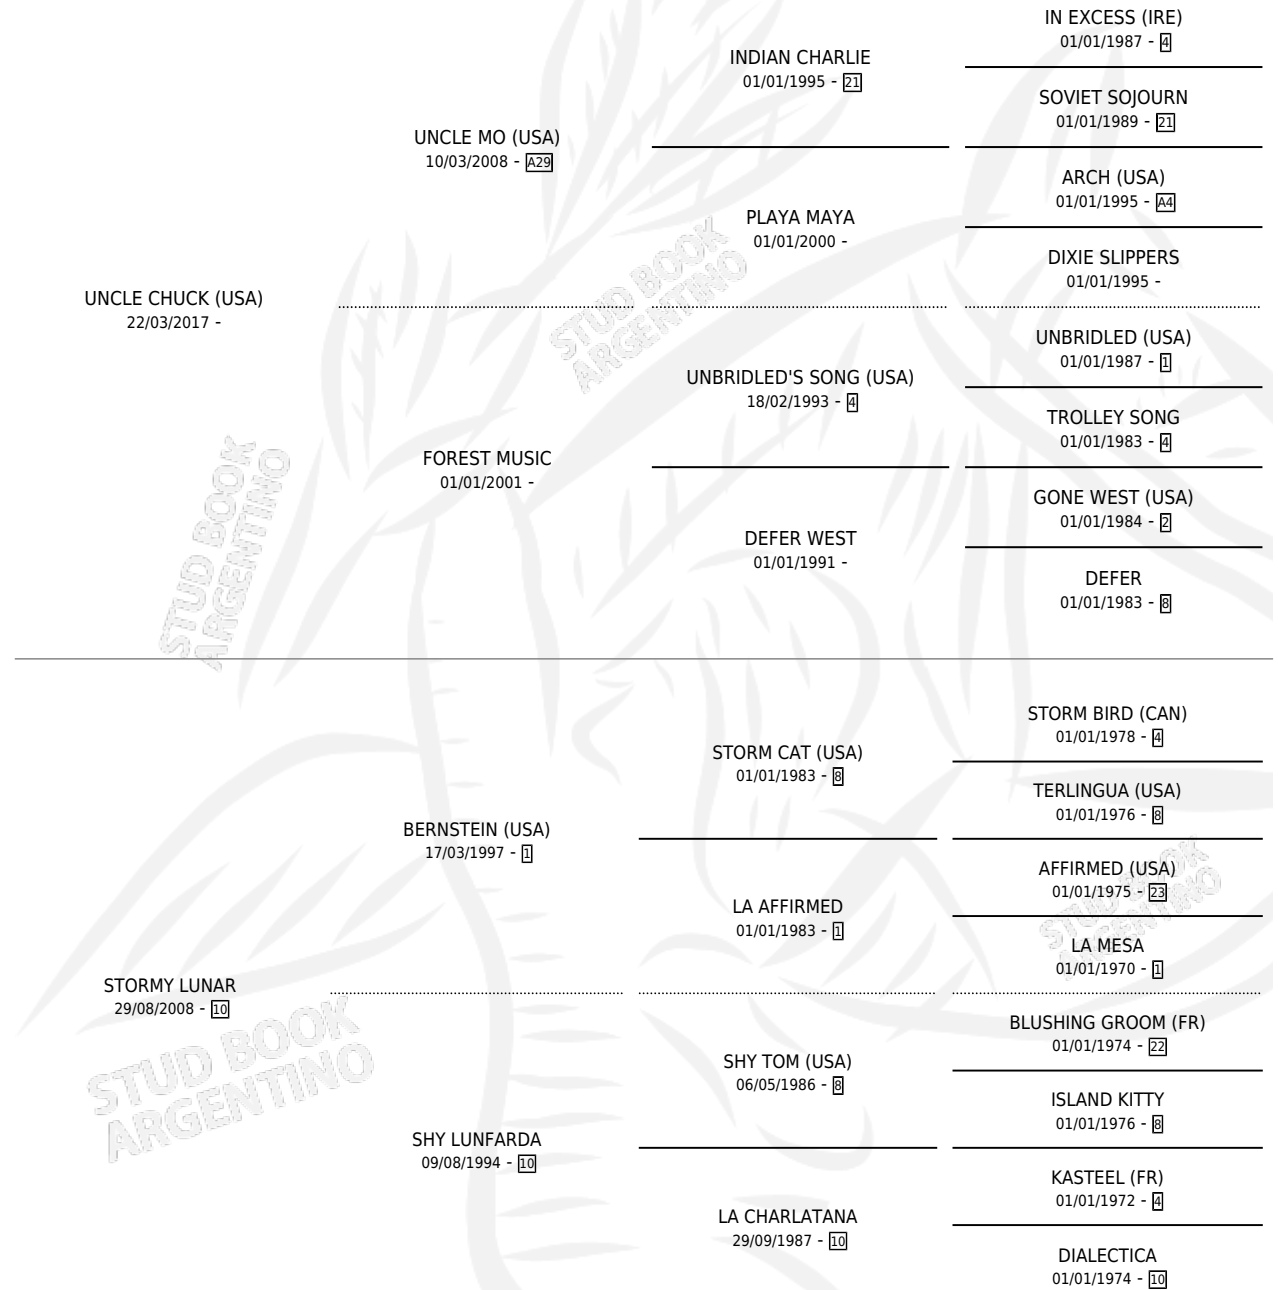 IN EXCESS (IRE)
01/01/1987 - 4
INDIAN CHARLIE
01/01/1995 - 21
SOVIET SOJOURN
01/01/1989 - 21
UNCLE MO (USA)
10/03/2008 - A29
ARCH (USA)
01/01/1995 - A4
PLAYA MAYA
01/01/2000 -
DIXIE SLIPPERS
01/01/1995 -
UNCLE CHUCK (USA)
22/03/2017 -
UNBRIDLED (USA)
01/01/1987 - 1
UNBRIDLED'S SONG (USA)
18/02/1993 - 4
TROLLEY SONG
01/01/1983 - 4
FOREST MUSIC
01/01/2001 -
GONE WEST (USA)
01/01/1984 - 2
DEFER WEST
01/01/1991 -
DEFER
01/01/1983 - 8
STORM BIRD (CAN)
01/01/1978 - 4
STORM CAT (USA)
01/01/1983 - 8
TERLINGUA (USA)
01/01/1976 - 8
BERNSTEIN (USA)
17/03/1997 - 1
AFFIRMED (USA)
01/01/1975 - 23
LA AFFIRMED
01/01/1983 - 1
LA MESA
01/01/1970 - 1
STORMY LUNAR
29/08/2008 - 10
BLUSHING GROOM (FR)
01/01/1974 - 22
SHY TOM (USA)
06/05/1986 - 8
ISLAND KITTY
01/01/1976 - 8
SHY LUNFARDA
09/08/1994 - 10
KASTEEL (FR)
01/01/1972 - 4
LA CHARLATANA
29/09/1987 - 10
DIALECTICA
01/01/1974 - 10
STUD BOOK
ARGENTINO
STUD BOOK
ARGENTINO
STUD BOOK
ARGENTINO
STUD BOOK
ARGENTINO